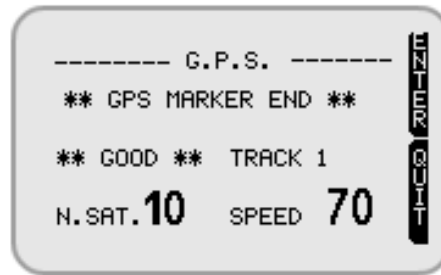 -------- G.P.S. -------
** GPS MARKER END **
** GOOD ** TRACK 1
N.SAT.10 SPEED 70
ENTER
QUIT